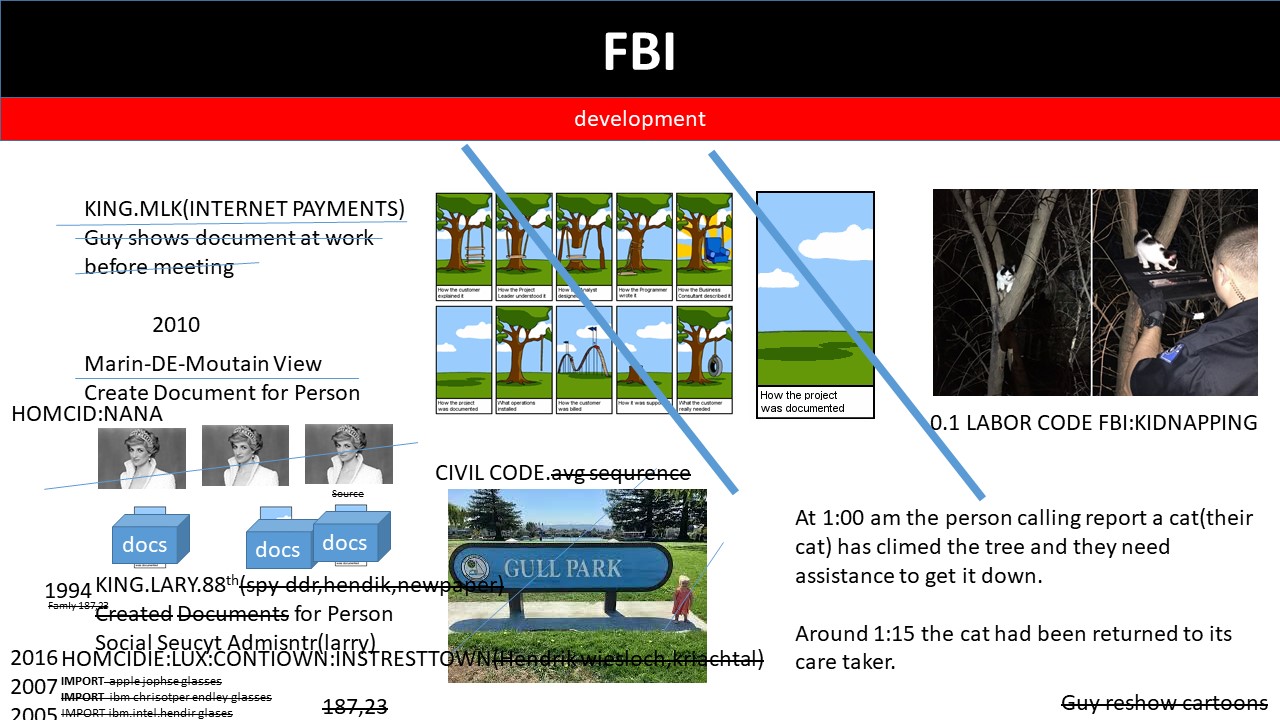 FBI
development
KING.MLK(INTERNET PAYMENTS)
Guy shows document at work
before meeting
2010
Marin-DE-Moutain View
Create Document for Person
HOMCID:NANA
Source
docs
docs
docs
1994
Famly 187,23
KING.LARY.88th(spy ddr,hendik,newpaper)
Created Documents for Person
Social Seucyt Admisntr(larry)
2016 HOMCIDIE:LUX:CONTIOWN:INSTRESTTOWN(Hendrik wiesloch,kriachtal)
2007 IMPORT apple jophse glasses
IMPORT ibm chrisotper endley glasses
2005 IMPORT ibm.intel.hendir glases
187,23
How the customer
explained it
How the Project
Leader understood it
How the Analyst
designed it
How the Programmer
wrote it
How the Business
Consultant described it
How the project
was documented
What operations
installed
How the customer
was billed
How it was supported
What the customer
really needed
How the project
was documented
CIVIL CODE.avg sequrence
GULL PARK
0.1 LABOR CODE FBI:KIDNAPPING
At 1:00 am the person calling report a cat(their
cat) has climed the tree and they need
assistance to get it down.
Around 1:15 the cat had been returned to its
care taker.
Guy reshow cartoons